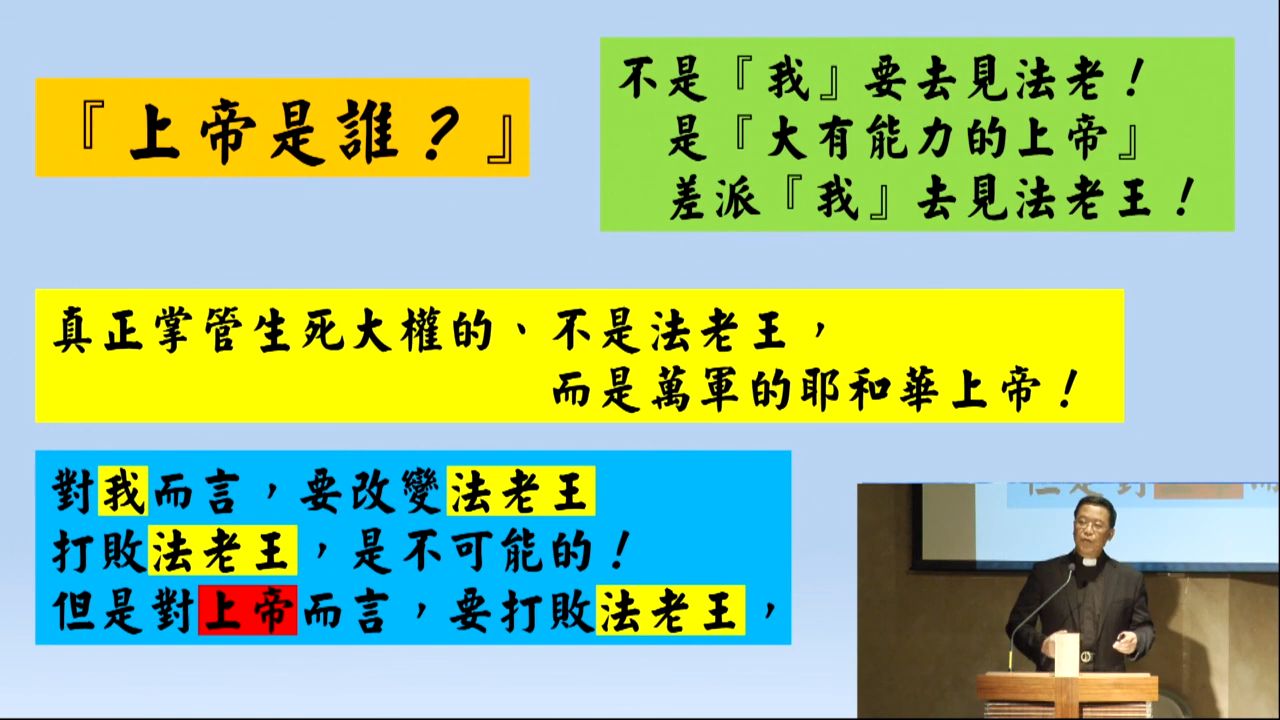 『上帝是誰？』
不是『我』要去見法老！
是『大有能力的上帝』
差派『我』去見法老王！
真正掌管生死大權的、不是法老王，
而是萬軍的耶和華上帝！
對我而言，要改變法老王
打敗法老王，是不可能的！
但是對上帝而言，要打敗法老王，
但是對